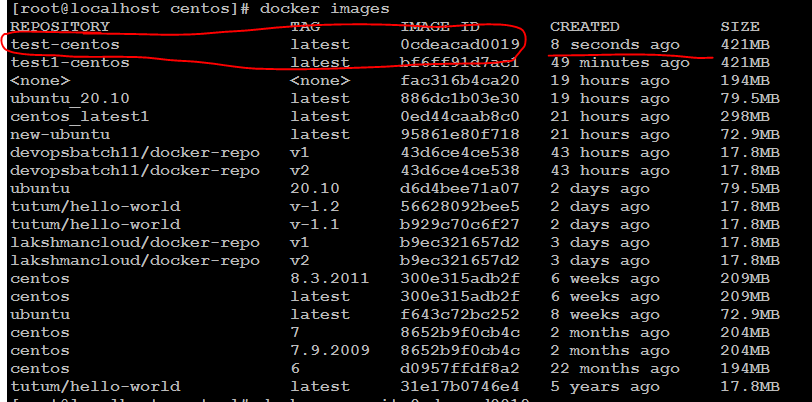 [root@localhost centos]# docker images
REPOSITORY TAG IMAGE ID CREATED SIZE
test-centos latest 0cdeacad0019 8 seconds ago 421MB
test1-centos latest bf6ff91d7ac1 49 minutes ago 421MB
<none> <none> fac316b4ca20 19 hours ago 194MB
ubuntu_20.10 latest 886dc1b03e30 19 hours ago 79.5MB
centos_latest1 latest 0ed44caab8c0 21 hours ago 298MB
new-ubuntu latest 95861e80f718 21 hours ago 72.9MB
devopsbatch11/docker-repo v1 43d6ce4ce538 43 hours ago 17.8MB
devopsbatch11/docker-repo v2 43d6ce4ce538 43 hours ago 17.8MB
ubuntu 20.10 d6d4bee71a07 2 days ago 79.5MB
tutum/hello-world v-1.2 56628092bee5 2 days ago 17.8MB
tutum/hello-world v-1.1 b929c70c6f27 2 days ago 17.8MB
lakshmancloud/docker-repo v1 b9ec321657d2 3 days ago 17.8MB
lakshmancloud/docker-repo v2 b9ec321657d2 3 days ago 17.8MB
centos 8.3.2011 300e315adb2f 6 weeks ago 209MB
centos latest 300e315adb2f 6 weeks ago 209MB
ubuntu latest f643c72bc252 8 weeks ago 72.9MB
centos 7 8652b9f0cb4c 2 months ago 204MB
centos 7.9.2009 8652b9f0cb4c 2 months ago 204MB
centos 6 d0957ffdf8a2 22 months ago 194MB
tutum/hello-world latest 31e17b0746e4 5 years ago 17.8MB